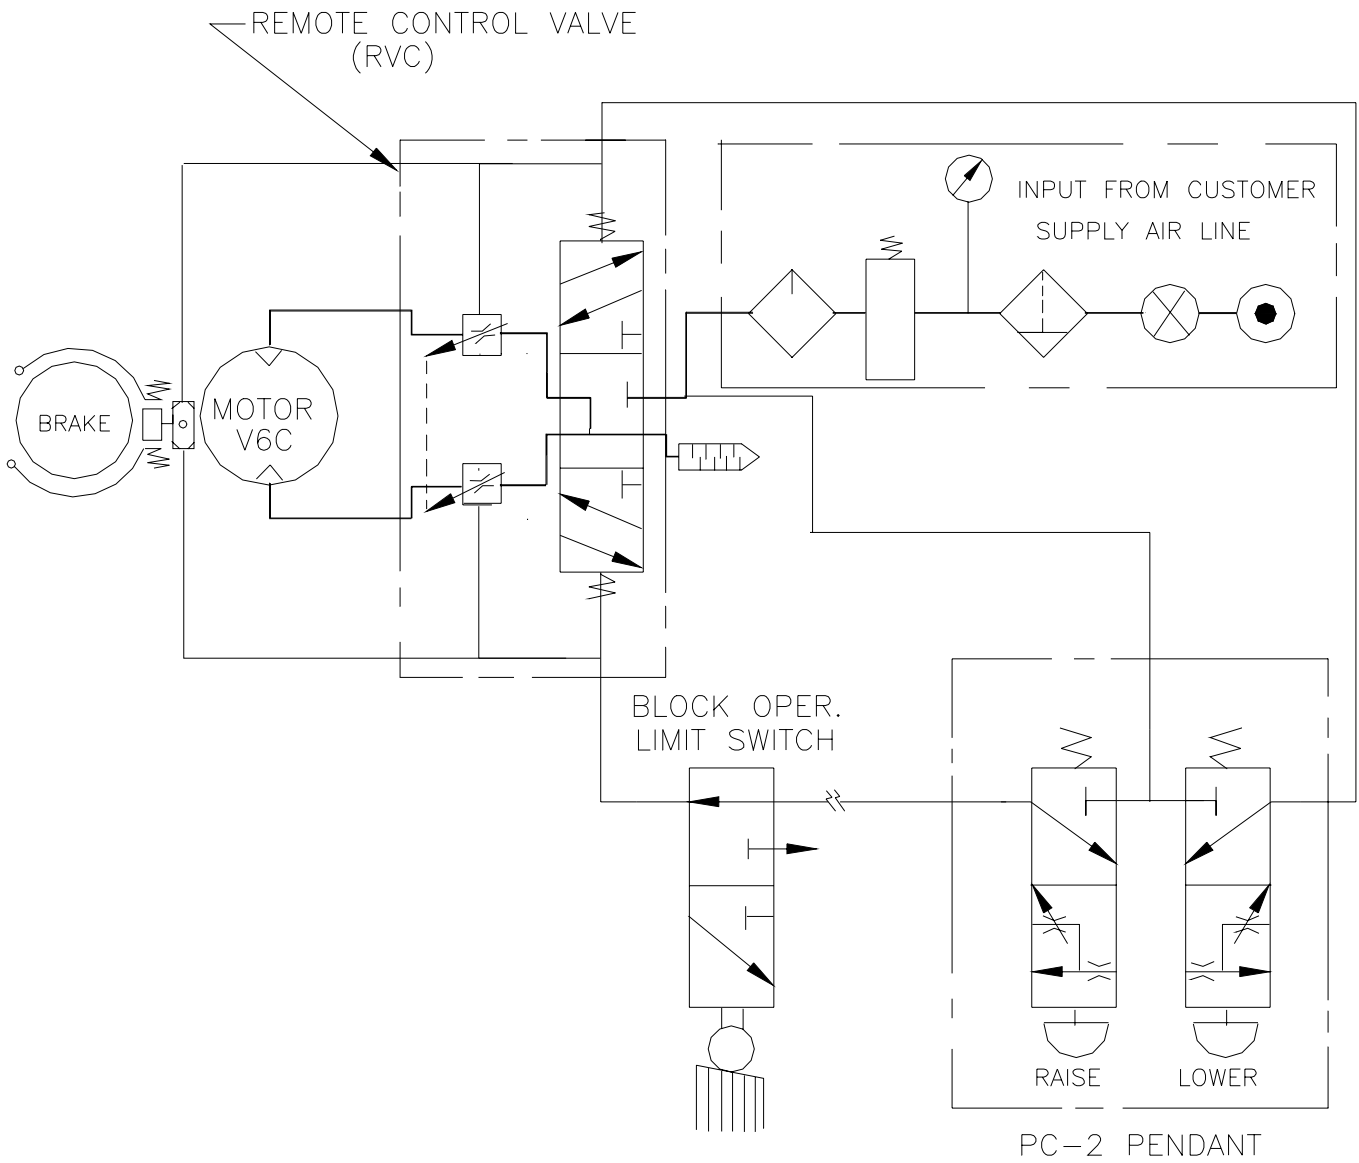 REMOTE CONTROL VALVE
(RVC)
INPUT FROM CUSTOMER
SUPPLY AIR LINE
BRAKE
MOTOR
V6C
BLOCK OPER.
LIMIT SWITCH
RAISE
LOWER
PC-2 PENDANT